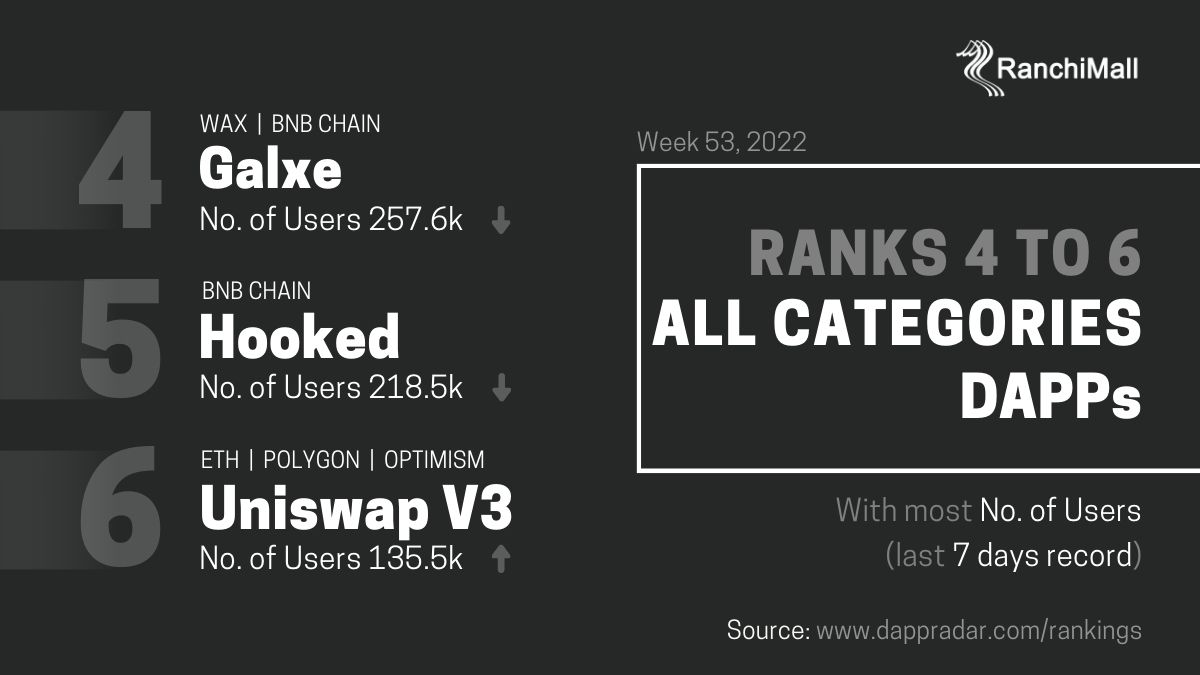 RanchiMall
4
WAX | BNB CHAIN
Galxe
No. of Users 257.6k
5
BNB CHAIN
Hooked
No. of Users 218.5k
6
ETH | POLYGON | OPTIMISM
Uniswap V3
No. of Users 135.5k
Week 53, 2022
RANKS 4 TO 6
ALL CATEGORIES
DAPPs
With most No. of Users
(last 7 days record)
Source: www.dappradar.com/rankings